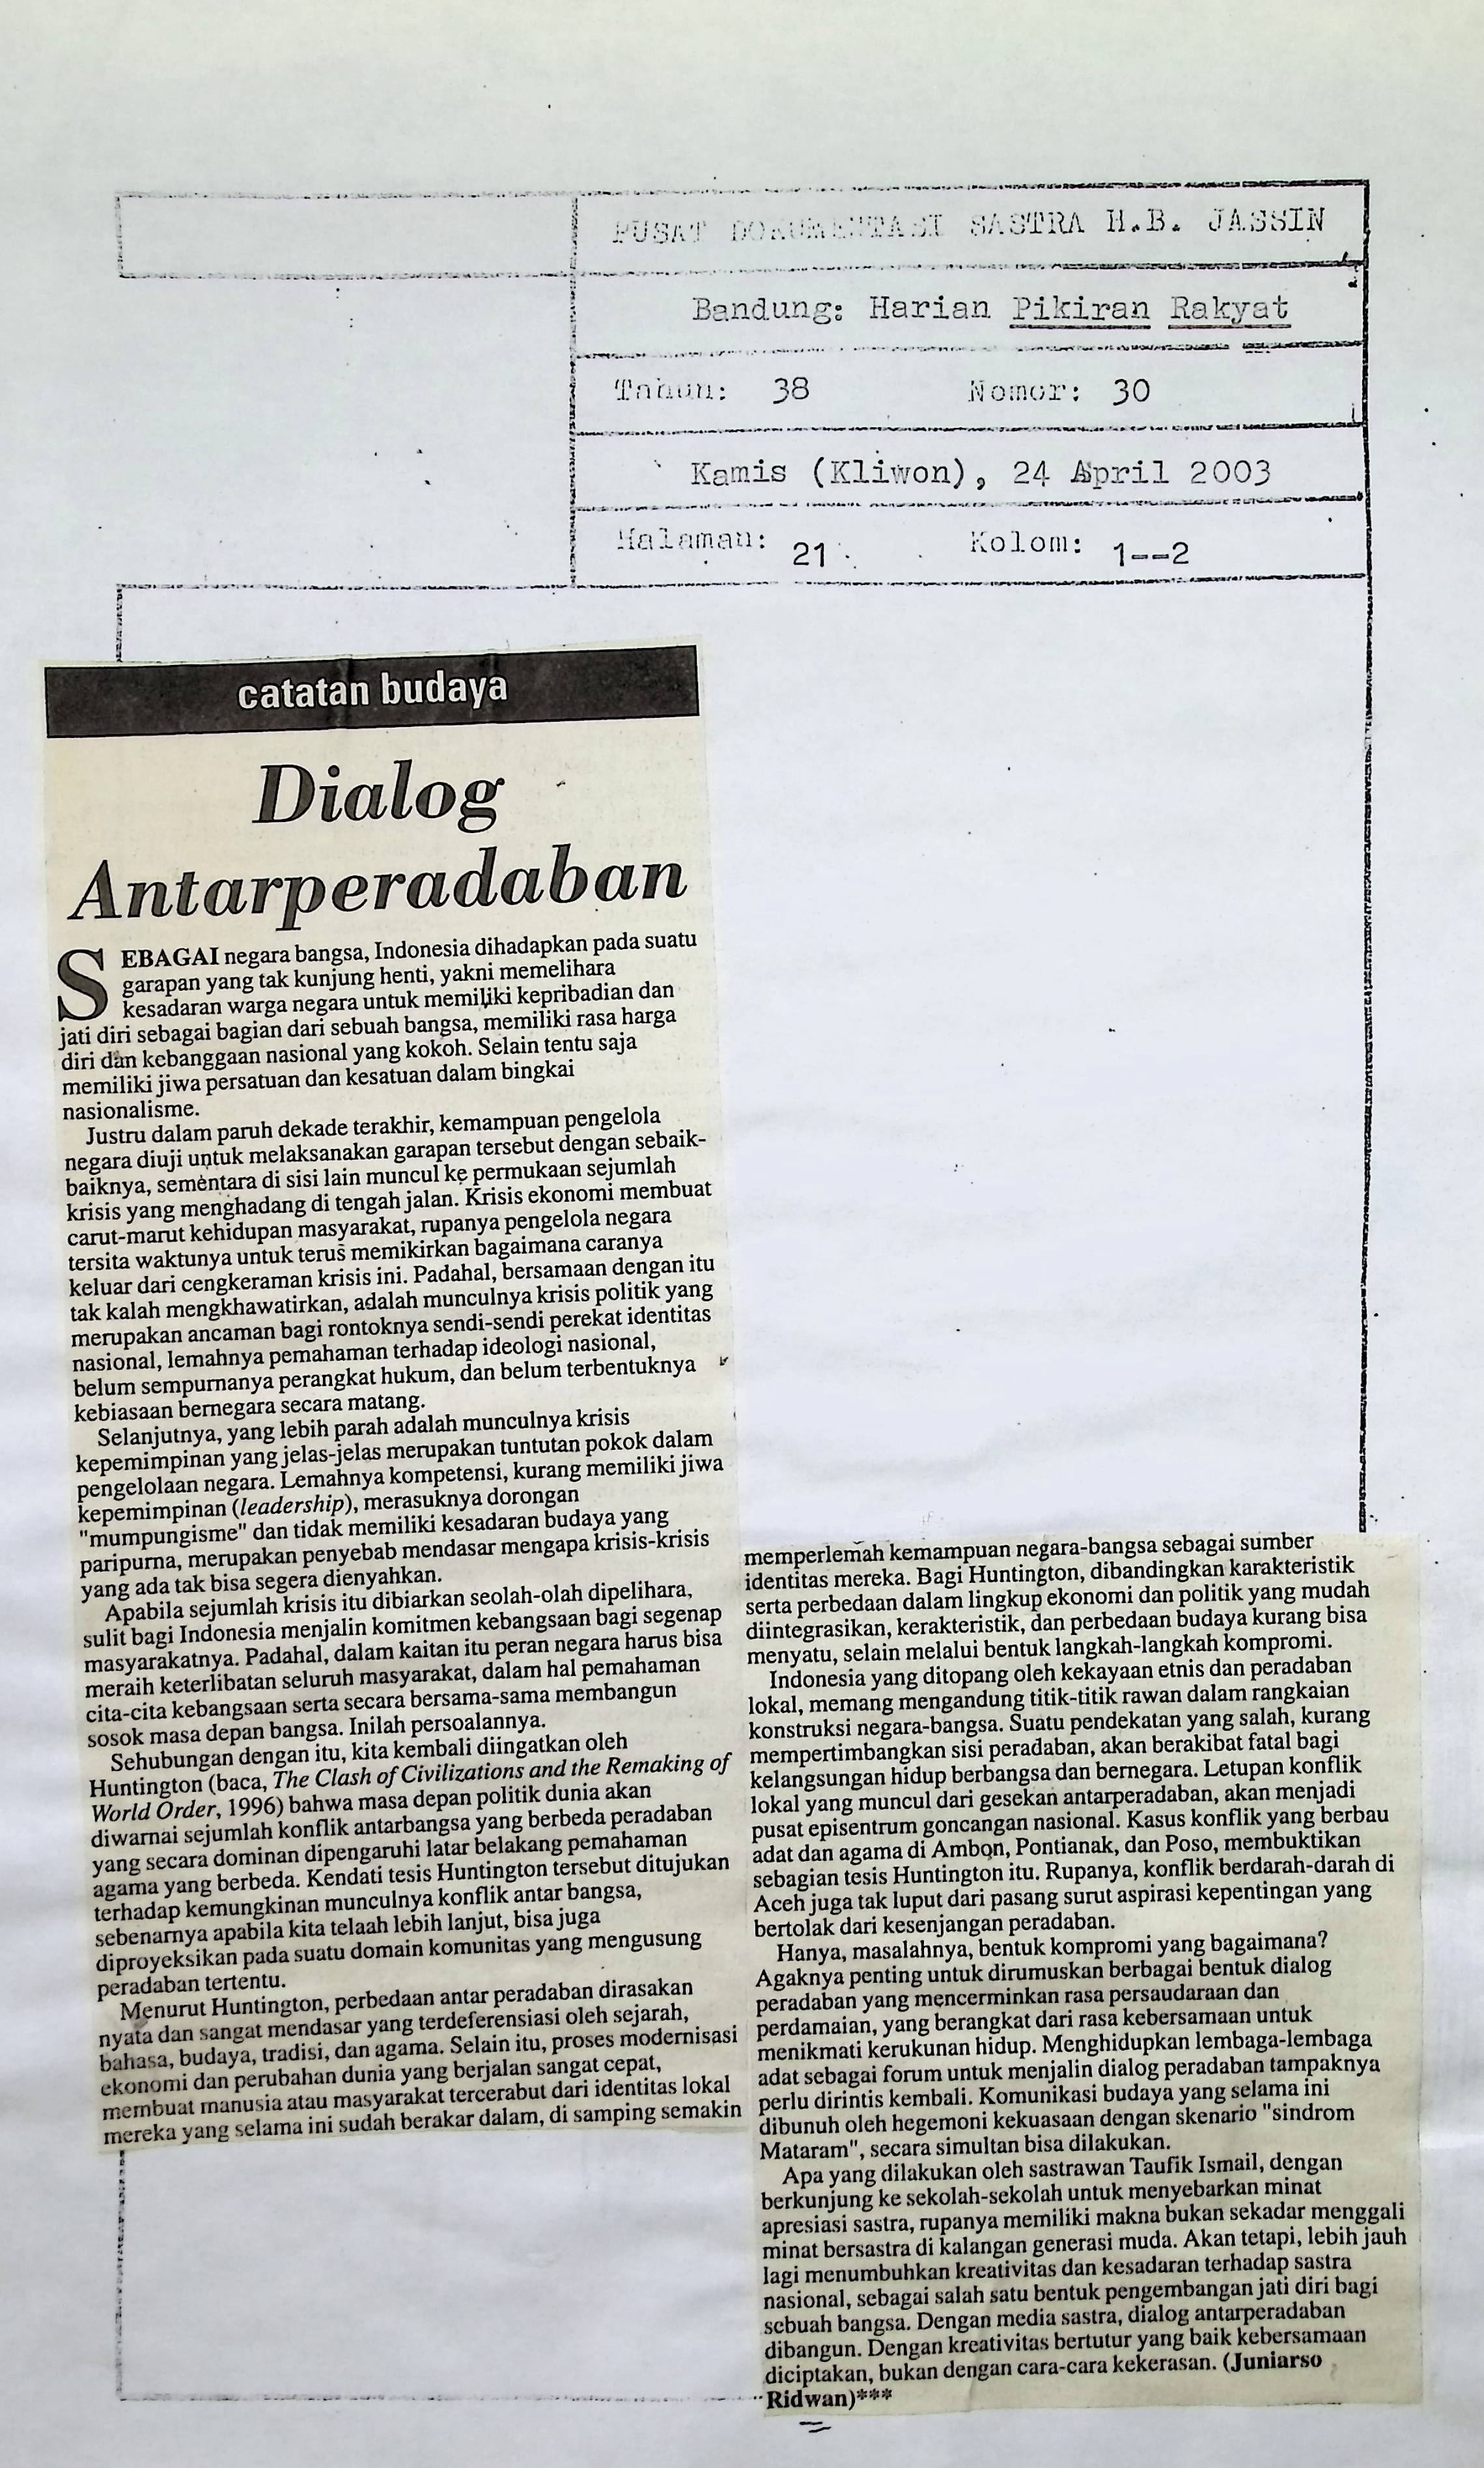 PUSAT DOKUMENTASI SASTRA H.B. JASSIN
Bandung: Harian Pikiran Rakyat
Tahun: 38 Nomor: 30
Kamis (Kliwon), 24 April 2003
Halaman: 21 Kolom: 1--2
catatan budaya
Dialog
Antarperadaban
SEBAGAI negara bangsa, Indonesia dihadapkan pada suatu
garapan yang tak kunjung henti, yakni memelihara
kesadaran warga negara untuk memiliki kepribadian dan
jati diri sebagai bagian dari sebuah bangsa, memiliki rasa harga
diri dan kebanggaan nasional yang kokoh. Selain tentu saja
memiliki jiwa persatuan dan kesatuan dalam bingkai
nasionalisme.
Justru dalam paruh dekade terakhir, kemampuan pengelola
negara diuji untuk melaksanakan garapan tersebut dengan sebaik-
baiknya, sementara di sisi lain muncul ke permukaan sejumlah
krisis yang menghadang di tengah jalan. Krisis ekonomi membuat
carut-marut kehidupan masyarakat, rupanya pengelola negara
tersita waktunya untuk terus memikirkan bagaimana caranya
keluar dari cengkeraman krisis ini. Padahal, bersamaan dengan itu
tak kalah mengkhawatirkan, adalah munculnya krisis politik yang
merupakan ancaman bagi rontoknya sendi-sendi perekat identitas
nasional, lemahnya pemahaman terhadap ideologi nasional,
belum sempurnanya perangkat hukum, dan belum terbentuknya
kebiasaan bernegara secara matang.
Selanjutnya, yang lebih parah adalah munculnya krisis
kepemimpinan yang jelas-jelas merupakan tuntutan pokok dalam
pengelolaan negara. Lemahnya kompetensi, kurang memiliki jiwa
kepemimpinan (leadership), merasuknya dorongan
"mumpungisme" dan tidak memiliki kesadaran budaya yang
paripurna, merupakan penyebab mendasar mengapa krisis-krisis
yang ada tak bisa segera dienyahkan.
Apabila sejumlah krisis itu dibiarkan seolah-olah dipelihara,
sulit bagi Indonesia menjalin komitmen kebangsaan bagi segenap
masyarakatnya. Padahal, dalam kaitan itu peran negara harus bisa
meraih keterlibatan seluruh masyarakat, dalam hal pemahaman
cita-cita kebangsaan serta secara bersama-sama membangun
sosok masa depan bangsa. Inilah persoalannya.
Sehubungan dengan itu, kita kembali diingatkan oleh
Huntington (baca, The Clash of Civilizations and the Remaking of
World Order, 1996) bahwa masa depan politik dunia akan
diwarnai sejumlah konflik antarbangsa yang berbeda peradaban
yang secara dominan dipengaruhi latar belakang pemahaman
agama yang berbeda. Kendati tesis Huntington tersebut ditujukan
terhadap kemungkinan munculnya konflik antar bangsa,
sebenarnya apabila kita telaah lebih lanjut, bisa juga
diproyeksikan pada suatu domain komunitas yang mengusung
peradaban tertentu.
Menurut Huntington, perbedaan antar peradaban dirasakan
nyata dan sangat mendasar yang terdeferensiasi oleh sejarah,
bahasa, budaya, tradisi, dan agama. Selain itu, proses modernisasi
ekonomi dan perubahan dunia yang berjalan sangat cepat,
membuat manusia atau masyarakat tercerabut dari identitas lokal
mereka yang selama ini sudah berakar dalam, di samping semakin
memperlemah kemampuan negara-bangsa sebagai sumber
identitas mereka. Bagi Huntington, dibandingkan karakteristik
serta perbedaan dalam lingkup ekonomi dan politik yang mudah
diintegrasikan, kerakteristik, dan perbedaan budaya kurang bisa
menyatu, selain melalui bentuk langkah-langkah kompromi.
Indonesia yang ditopang oleh kekayaan etnis dan peradaban
lokal, memang mengandung titik-titik rawan dalam rangkaian
konstruksi negara-bangsa. Suatu pendekatan yang salah, kurang
mempertimbangkan sisi peradaban, akan berakibat fatal bagi
kelangsungan hidup berbangsa dan bernegara. Letupan konflik
lokal yang muncul dari gesekan antarperadaban, akan menjadi
pusat episentrum goncangan nasional. Kasus konflik yang berbau
adat dan agama di Ambon, Pontianak, dan Poso, membuktikan
sebagian tesis Huntington itu. Rupanya, konflik berdarah-darah di
Aceh juga tak luput dari pasang surut aspirasi kepentingan yang
bertolak dari kesenjangan peradaban.
Hanya, masalahnya, bentuk kompromi yang bagaimana?
Agaknya penting untuk dirumuskan berbagai bentuk dialog
peradaban yang mencerminkan rasa persaudaraan dan
perdamaian, yang berangkat dari rasa kebersamaan untuk
menikmati kerukunan hidup. Menghidupkan lembaga-lembaga
adat sebagai forum untuk menjalin dialog peradaban tampaknya
perlu dirintis kembali. Komunikasi budaya yang selama ini
dibunuh oleh hegemoni kekuasaan dengan skenario "sindrom
Mataram", secara simultan bisa dilakukan.
Apa yang dilakukan oleh sastrawan Taufik Ismail, dengan
berkunjung ke sekolah-sekolah untuk menyebarkan minat
apresiasi sastra, rupanya memiliki makna bukan sekadar menggali
minat bersastra di kalangan generasi muda. Akan tetapi, lebih jauh
lagi menumbuhkan kreativitas dan kesadaran terhadap sastra
nasional, sebagai salah satu bentuk pengembangan jati diri bagi
sebuah bangsa. Dengan media sastra, dialog antarperadaban
dibangun. Dengan kreativitas bertutur yang baik kebersamaan
diciptakan, bukan dengan cara-cara kekerasan. (Juniarso
Ridwan)***